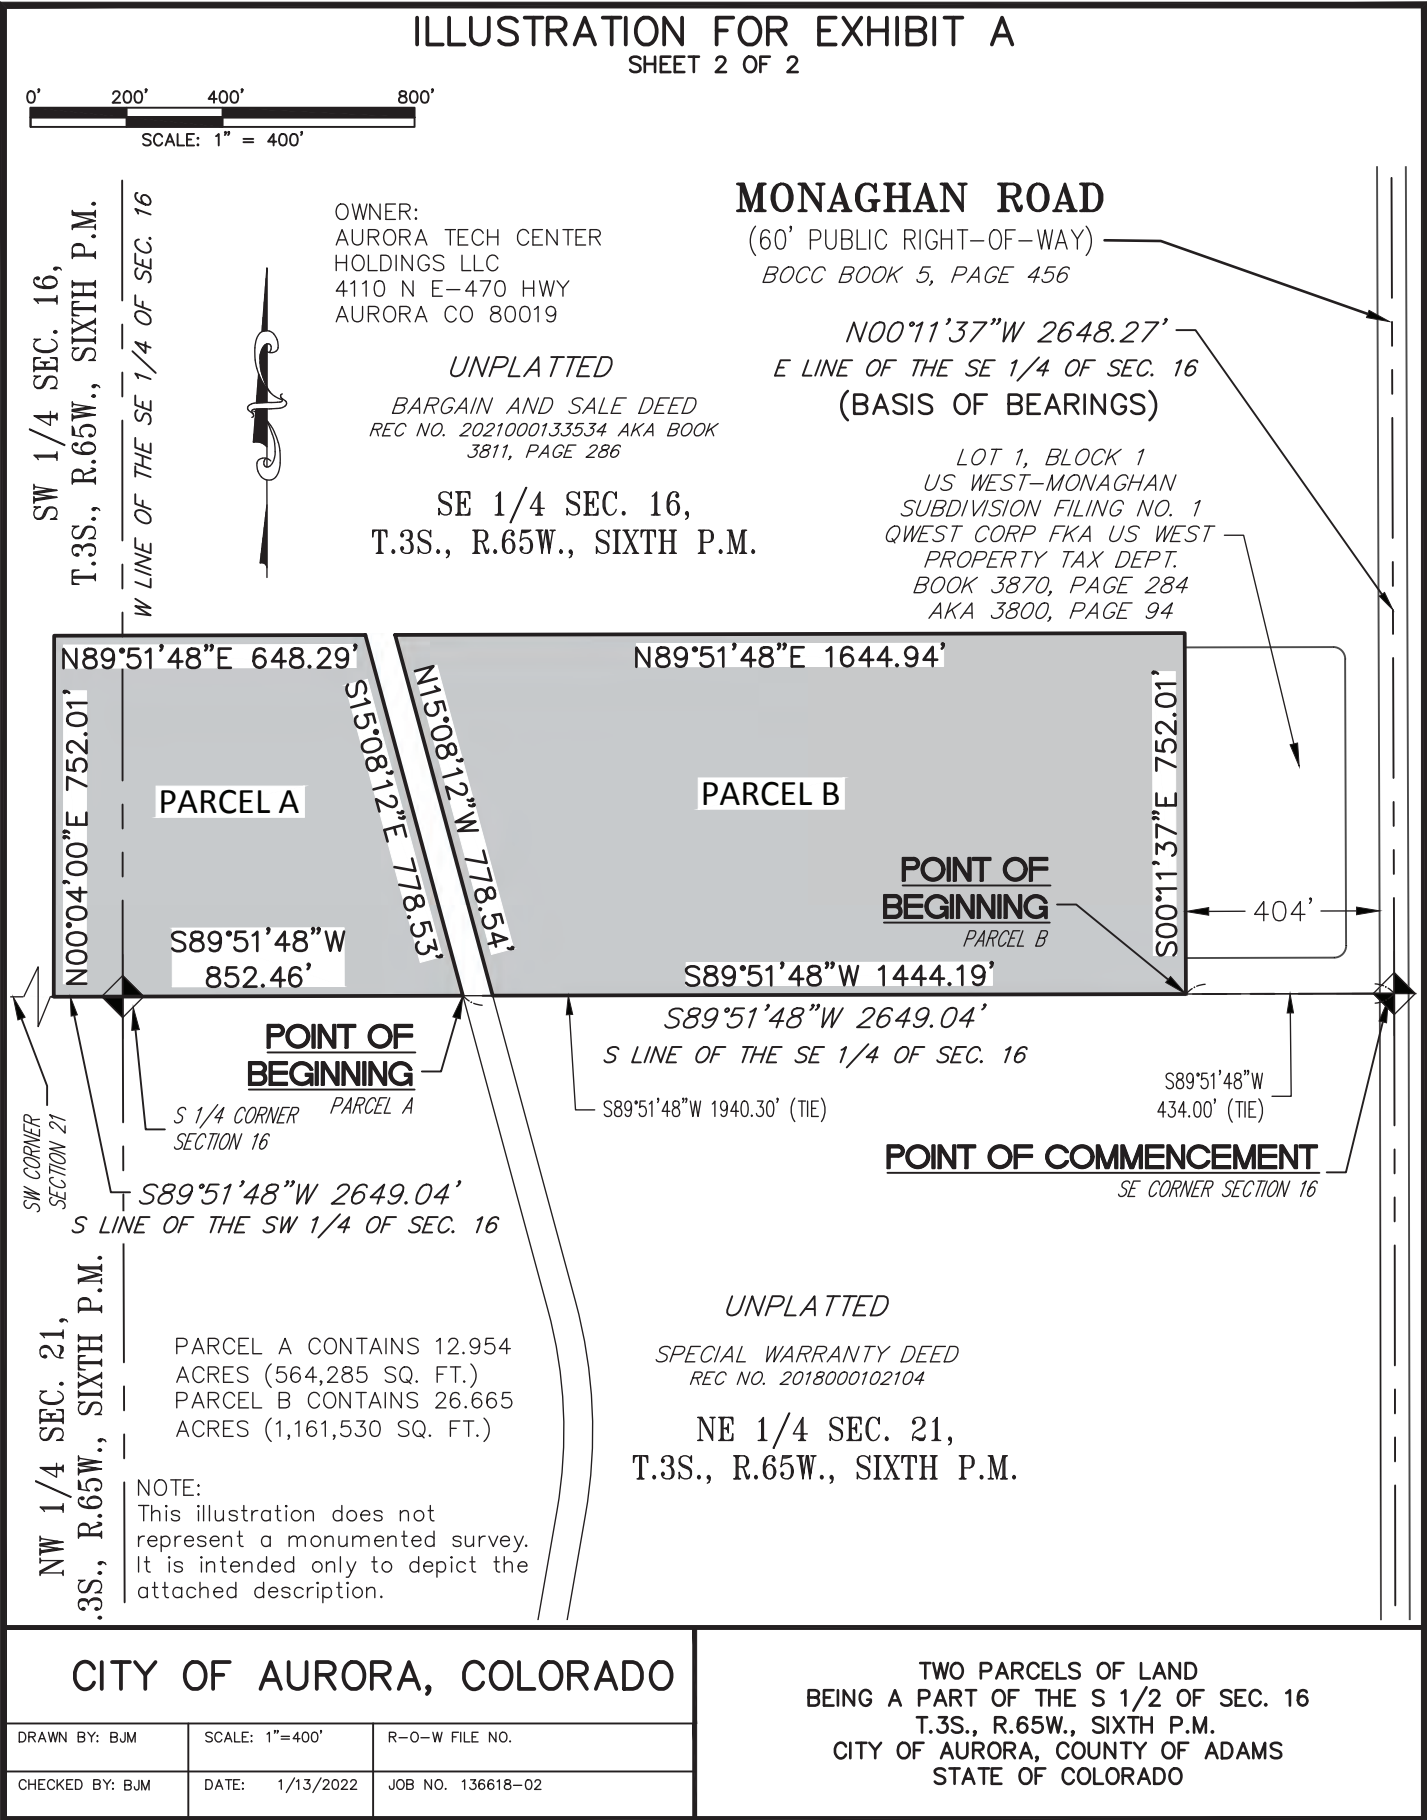 ILLUSTRATION FOR EXHIBIT A
SHEET 2 OF 2
0' 200' 400' 800'
SCALE: 1" = 400'
SW 1/4 SEC. 16,
T.3S., R.65W., SIXTH P.M.
W LINE OF THE SE 1/4 OF SEC. 16
OWNER:
AURORA TECH CENTER
HOLDINGS LLC
4110 N E-470 HWY
AURORA CO 80019
UNPLATTED
BARGAIN AND SALE DEED
REC NO. 2021000133534 AKA BOOK
3811, PAGE 286
SE 1/4 SEC. 16,
T.3S., R.65W., SIXTH P.M.
MONAGHAN ROAD
(60' PUBLIC RIGHT-OF-WAY)
BOCC BOOK 5, PAGE 456
N00°11'37"W 2648.27'
E LINE OF THE SE 1/4 OF SEC. 16
(BASIS OF BEARINGS)
LOT 1, BLOCK 1
US WEST-MONAGHAN
SUBDIVISION FILING NO. 1
QWEST CORP FKA US WEST
PROPERTY TAX DEPT.
BOOK 3870, PAGE 284
AKA 3800, PAGE 94
N89°51'48"E 648.29'
N00°04'00"E 752.01'
PARCEL A
S15°08'12"E 778.53'
S89°51'48"W
852.46'
N15°08'12"W 778.54'
N89°51'48"E 1644.94'
PARCEL B
S00°11'37"E 752.01'
POINT OF
BEGINNING
PARCEL B
404'
S89°51'48"W 1444.19'
S89°51'48"W 2649.04'
S LINE OF THE SE 1/4 OF SEC. 16
POINT OF
BEGINNING
PARCEL A
S 1/4 CORNER
SECTION 16
SW CORNER
SECTION 21
S89°51'48"W 1940.30' (TIE)
S89°51'48"W
434.00' (TIE)
POINT OF COMMENCEMENT
SE CORNER SECTION 16
S89°51'48"W 2649.04'
S LINE OF THE SW 1/4 OF SEC. 16
NW 1/4 SEC. 21,
.3S., R.65W., SIXTH P.M.
PARCEL A CONTAINS 12.954
ACRES (564,285 SQ. FT.)
PARCEL B CONTAINS 26.665
ACRES (1,161,530 SQ. FT.)
NOTE:
This illustration does not
represent a monumented survey.
It is intended only to depict the
attached description.
UNPLATTED
SPECIAL WARRANTY DEED
REC NO. 2018000102104
NE 1/4 SEC. 21,
T.3S., R.65W., SIXTH P.M.
CITY OF AURORA, COLORADO
DRAWN BY: BJM
SCALE: 1"=400'
R-O-W FILE NO.
CHECKED BY: BJM
DATE: 1/13/2022
JOB NO. 136618-02
TWO PARCELS OF LAND
BEING A PART OF THE S 1/2 OF SEC. 16
T.3S., R.65W., SIXTH P.M.
CITY OF AURORA, COUNTY OF ADAMS
STATE OF COLORADO